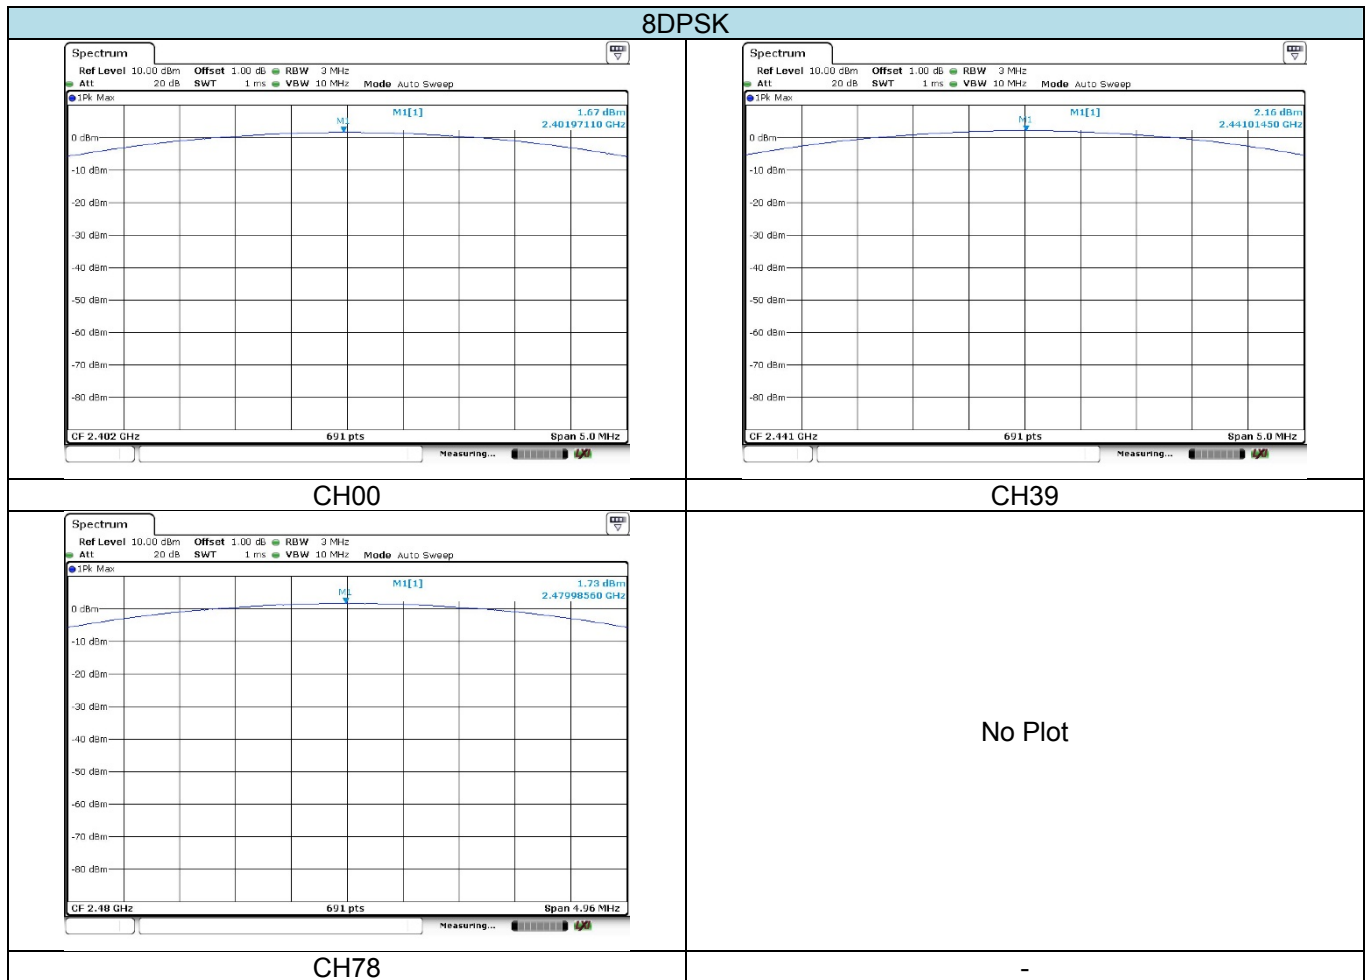 8DPSK
Spectrum
Ref Level 10.00 dBm Offset 1.00 dB RBW 3 MHz
Att 20 dB SWT 1 ms VBW 10 MHz Mode Auto Sweep
1Pk Max
M1[1] 1.67 dBm
2.40197110 GHz
M1
0 dBm
-10 dBm
-20 dBm
-30 dBm
-40 dBm
-50 dBm
-60 dBm
-70 dBm
-80 dBm
CF 2.402 GHz 691 pts Span 5.0 MHz
Measuring...
LXI
CH00
Spectrum
Ref Level 10.00 dBm Offset 1.00 dB RBW 3 MHz
Att 20 dB SWT 1 ms VBW 10 MHz Mode Auto Sweep
1Pk Max
M1[1] 2.16 dBm
2.44101450 GHz
M1
0 dBm
-10 dBm
-20 dBm
-30 dBm
-40 dBm
-50 dBm
-60 dBm
-70 dBm
-80 dBm
CF 2.441 GHz 691 pts Span 5.0 MHz
Measuring...
LXI
CH39
Spectrum
Ref Level 10.00 dBm Offset 1.00 dB RBW 3 MHz
Att 20 dB SWT 1 ms VBW 10 MHz Mode Auto Sweep
1Pk Max
M1[1] 1.73 dBm
2.47998560 GHz
M1
0 dBm
-10 dBm
-20 dBm
-30 dBm
-40 dBm
-50 dBm
-60 dBm
-70 dBm
-80 dBm
CF 2.48 GHz 691 pts Span 4.96 MHz
Measuring...
LXI
CH78
No Plot
-